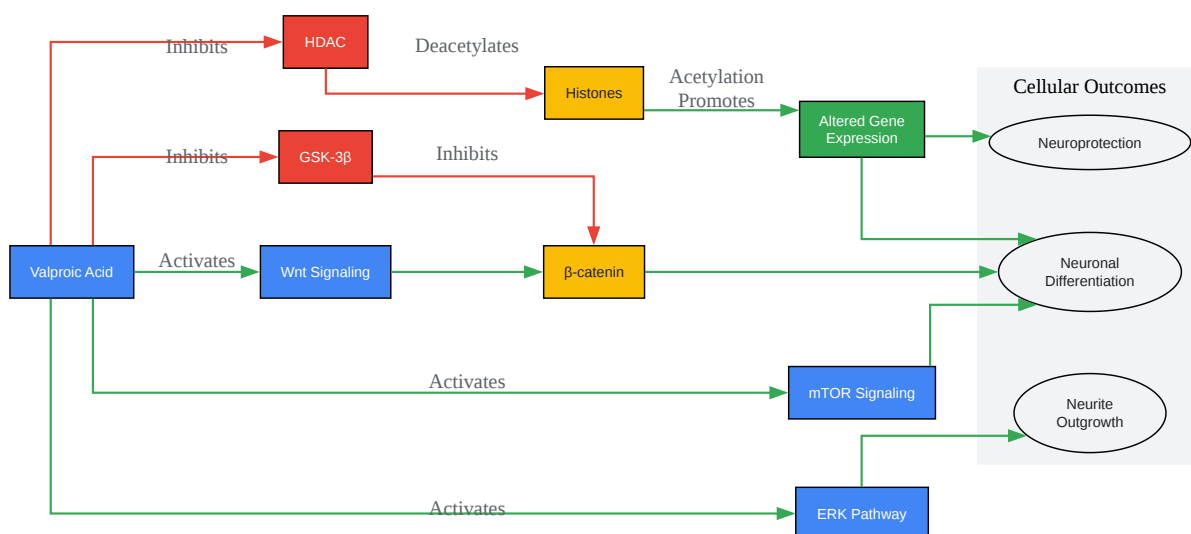 Inhibits
HDAC
Deacetylates
Histones
Acetylation
Promotes
Altered Gene
Expression
Cellular Outcomes
Neuroprotection
Inhibits
GSK-3β
Inhibits
Valproic Acid
Activates
Wnt Signaling
β-catenin
Neuronal
Differentiation
Activates
mTOR Signaling
Neurite
Outgrowth
Activates
ERK Pathway